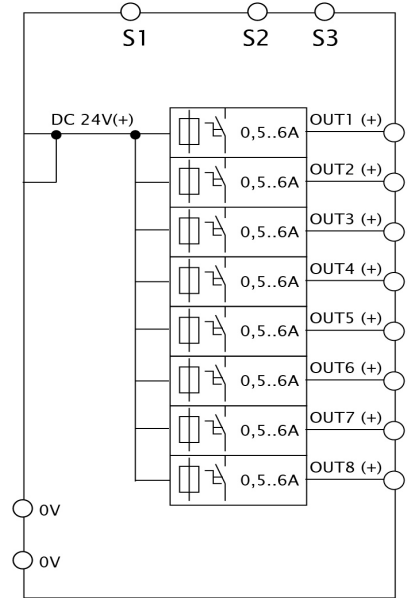 S1 S2 S3
DC 24V(+)
0,5..6A OUT1 (+)
0,5..6A OUT2 (+)
0,5..6A OUT3 (+)
0,5..6A OUT4 (+)
0,5..6A OUT5 (+)
0,5..6A OUT6 (+)
0,5..6A OUT7 (+)
0,5..6A OUT8 (+)
0V
0V